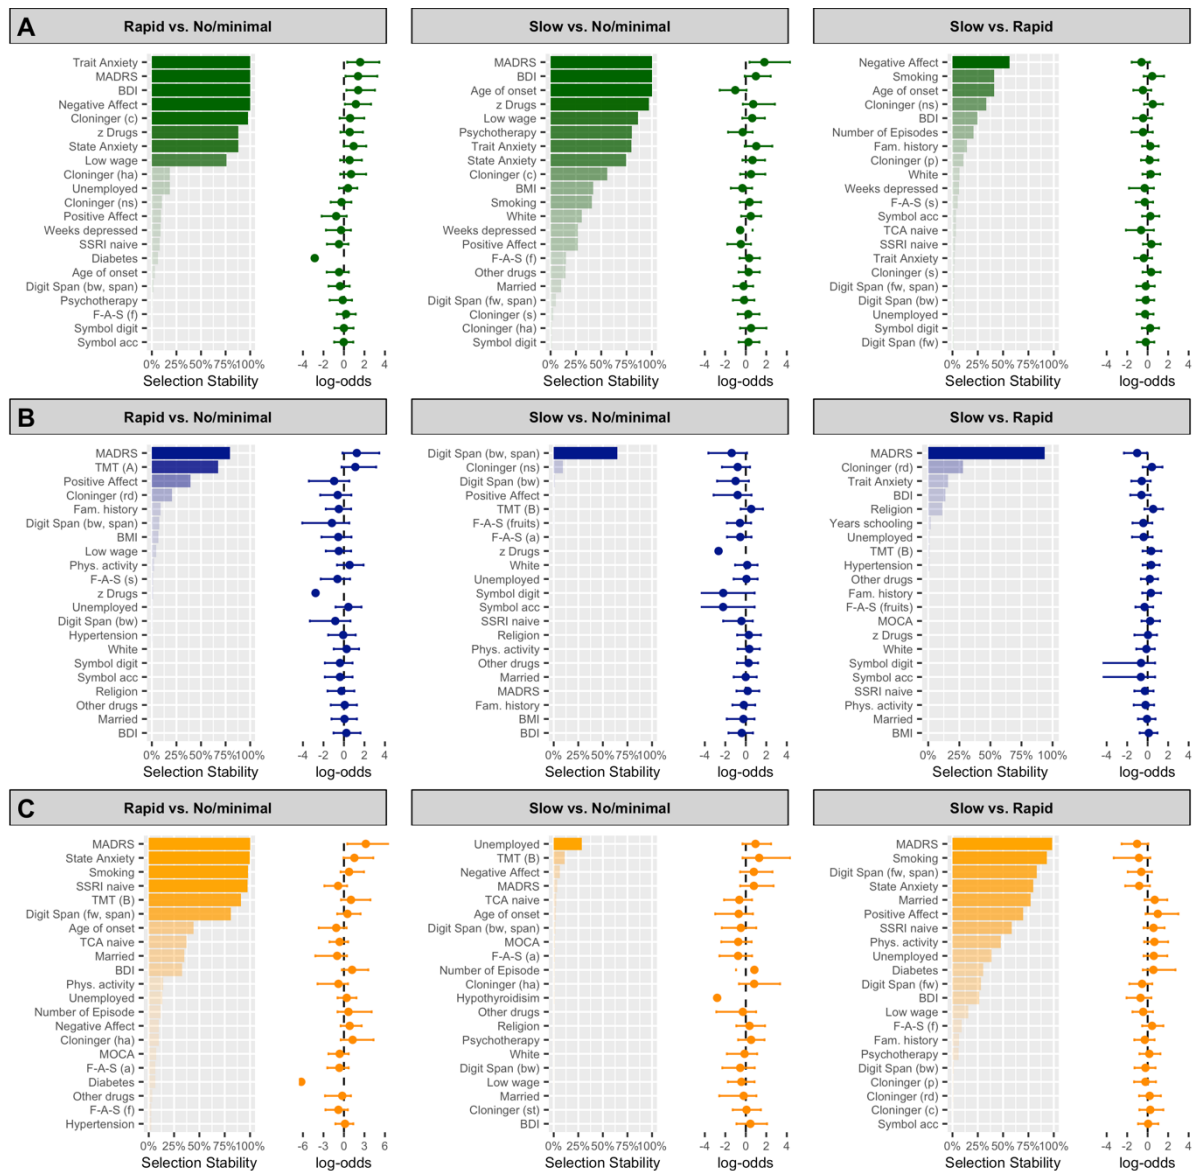 A
Rapid vs. No/minimal
Trait Anxiety
MADRS
BDI
Negative Affect
Cloninger (c)
z Drugs
State Anxiety
Low wage
Cloninger (ha)
Unemployed
Cloninger (ns)
Positive Affect
Weeks depressed
SSRI naive
Diabetes
Age of onset
Digit Span (bw, span)
Psychotherapy
F-A-S (f)
Symbol digit
Symbol acc
0% 25% 50% 75% 100%
Selection Stability
-4 -2 0 2 4
log-odds
Slow vs. No/minimal
MADRS
BDI
Age of onset
z Drugs
Low wage
Psychotherapy
Trait Anxiety
State Anxiety
Cloninger (c)
BMI
Smoking
White
Weeks depressed
Positive Affect
F-A-S (f)
Other drugs
Married
Digit Span (fw, span)
Cloninger (s)
Cloninger (ha)
Symbol digit
0% 25% 50% 75% 100%
Selection Stability
-4 -2 0 2 4
log-odds
Slow vs. Rapid
Negative Affect
Smoking
Age of onset
Cloninger (ns)
BDI
Number of Episodes
Fam. history
Cloninger (p)
White
Weeks depressed
F-A-S (s)
Symbol acc
TCA naive
SSRI naive
Trait Anxiety
Cloninger (s)
Digit Span (fw, span)
Digit Span (bw)
Unemployed
Symbol digit
Digit Span (fw)
0% 25% 50% 75% 100%
Selection Stability
-4 -2 0 2 4
log-odds
B
Rapid vs. No/minimal
MADRS
TMT (A)
Positive Affect
Cloninger (rd)
Fam. history
Digit Span (bw, span)
BMI
Low wage
Phys. activity
F-A-S (s)
z Drugs
Unemployed
Digit Span (bw)
Hypertension
White
Symbol digit
Symbol acc
Religion
Other drugs
Married
BDI
0% 25% 50% 75% 100%
Selection Stability
-4 -2 0 2 4
log-odds
Slow vs. No/minimal
Digit Span (bw, span)
Cloninger (ns)
Digit Span (bw)
Positive Affect
TMT (B)
F-A-S (fruits)
F-A-S (a)
z Drugs
White
Unemployed
Symbol digit
Symbol acc
SSRI naive
Religion
Phys. activity
Other drugs
Married
MADRS
Fam. history
BMI
BDI
0% 25% 50% 75% 100%
Selection Stability
-4 -2 0 2 4
log-odds
Slow vs. Rapid
MADRS
Cloninger (rd)
Trait Anxiety
BDI
Religion
Years schooling
Unemployed
TMT (B)
Hypertension
Other drugs
Fam. history
F-A-S (fruits)
MOCA
z Drugs
White
Symbol digit
Symbol acc
SSRI naive
Phys. activity
Married
BMI
0% 25% 50% 75% 100%
Selection Stability
-4 -2 0 2 4
log-odds
C
Rapid vs. No/minimal
MADRS
State Anxiety
Smoking
SSRI naive
TMT (B)
Digit Span (fw, span)
Age of onset
TCA naive
Married
BDI
Phys. activity
Unemployed
Number of Episode
Negative Affect
Cloninger (ha)
MOCA
F-A-S (a)
Diabetes
Other drugs
F-A-S (f)
Hypertension
0% 25% 50% 75% 100%
Selection Stability
-6 -3 0 3 6
log-odds
Slow vs. No/minimal
Unemployed
TMT (B)
Negative Affect
MADRS
TCA naive
Age of onset
Digit Span (bw, span)
MOCA
F-A-S (a)
Number of Episode
Cloninger (ha)
Hypothyroidisim
Other drugs
Religion
Psychotherapy
White
Digit Span (bw)
Low wage
Married
Cloninger (st)
BDI
0% 25% 50% 75% 100%
Selection Stability
-4 -2 0 2 4
log-odds
Slow vs. Rapid
MADRS
Smoking
Digit Span (fw, span)
State Anxiety
Married
Positive Affect
SSRI naive
Phys. activity
Unemployed
Diabetes
Digit Span (fw)
BDI
Low wage
F-A-S (f)
Fam. history
Psychotherapy
Digit Span (bw)
Cloninger (p)
Cloninger (rd)
Cloninger (c)
Symbol acc
0% 25% 50% 75% 100%
Selection Stability
-4 -2 0 2 4
log-odds